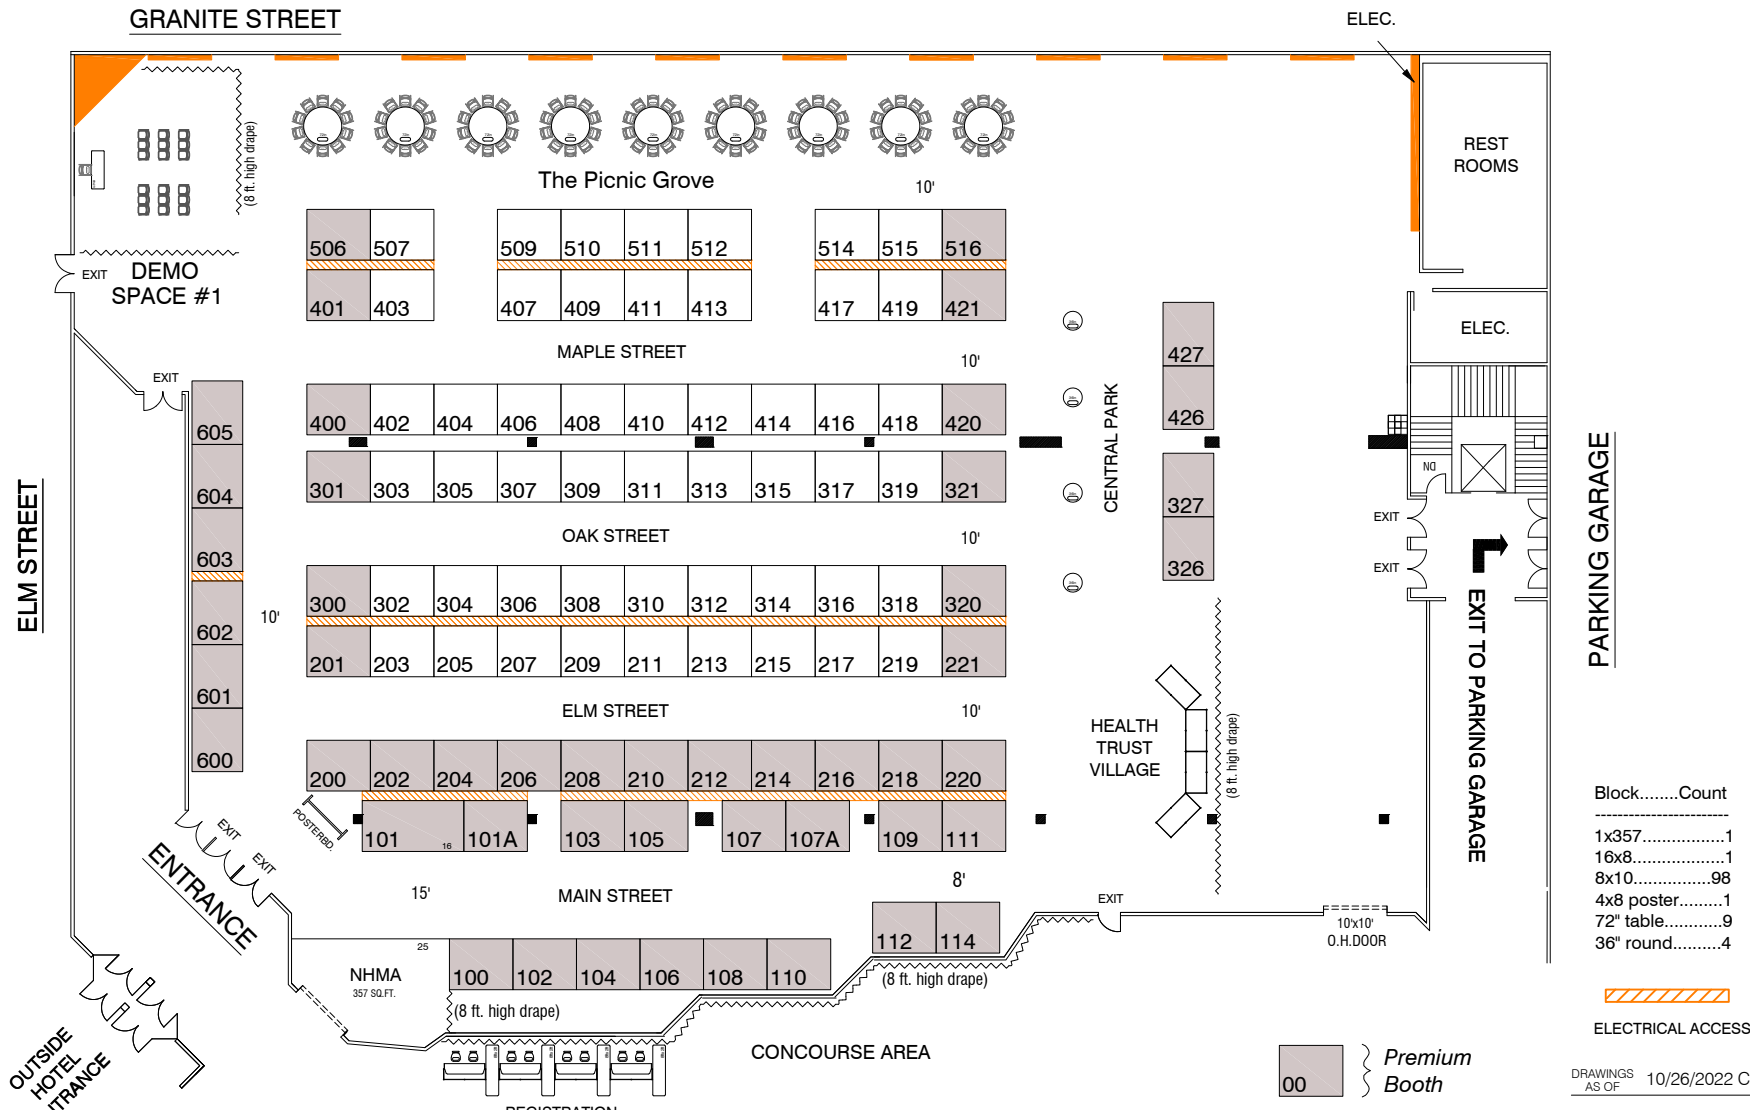 GRANITE STREET
ELEC.
REST
ROOMS
(8 ft. high drape)
The Picnic Grove
10'
506 507 509 510 511 512 514 515 516
EXIT
DEMO
SPACE #1
401 403 407 409 411 413 417 419 421
ELEC.
MAPLE STREET
10'
427
EXIT
CENTRAL PARK
400 402 404 406 408 410 412 414 416 418 420
426
605
604
301 303 305 307 309 311 313 315 317 319 321
327
DN
PARKING GARAGE
ELM STREET
EXIT
OAK STREET
10'
603
326
EXIT
300 302 304 306 308 310 312 314 316 318 320
10'
602
EXIT TO PARKING GARAGE
201 203 205 207 209 211 213 215 217 219 221
601
ELM STREET
10'
HEALTH
TRUST
VILLAGE
(8 ft. high drape)
600
200 202 204 206 208 210 212 214 216 218 220
POSTERBD.
101 16 101A 103 105 107 107A 109 111
EXIT
EXIT
ENTRANCE
15'
MAIN STREET
8'
EXIT
10'x10'
O.H.DOOR
112 114
25
NHMA
357 SQ.FT.
100 102 104 106 108 110
(8 ft. high drape)
(8 ft. high drape)
CONCOURSE AREA
OUTSIDE
HOTEL
NTRANCE
REGISTRATION
Block........Count
-----------------------
1x357.................1
16x8...................1
8x10................98
4x8 poster.........1
72" table............9
36" round..........4
ELECTRICAL ACCESS
00
Premium
Booth
DRAWINGS
AS OF
10/26/2022 C